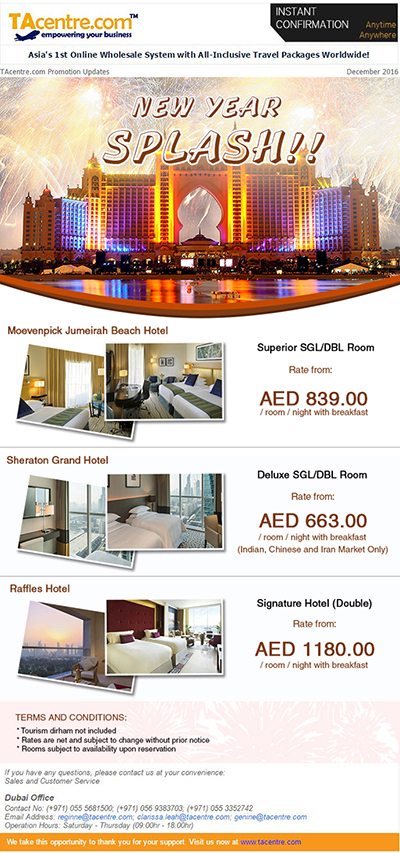 TAcentre.com™
empowering your business
INSTANT
CONFIRMATION Anytime
Anywhere
Asia's 1st Online Wholesale System with All-Inclusive Travel Packages Worldwide!
TAcentre.com Promotion Updates December 2016
NEW YEAR
SPLASH!!
Moevenpick Jumeirah Beach Hotel
Superior SGL/DBL Room
Rate from:
AED 839.00
/ room / night with breakfast
Sheraton Grand Hotel
Deluxe SGL/DBL Room
Rate from:
AED 663.00
/ room / night with breakfast
(Indian, Chinese and Iran Market Only)
Raffles Hotel
Signature Hotel (Double)
Rate from:
AED 1180.00
/ room / night with breakfast
TERMS AND CONDITIONS:
* Tourism dirham not included
* Rates are net and subject to change without prior notice
* Rooms subject to availability upon reservation
If you have any questions, please contact us at your convenience:
Sales and Customer Service
Dubai Office
Contact No: (+971) 055 5681500; (+971) 056 9383703; (+971) 055 3352742
Email Address: reginne@tacentre.com; clarissa.leah@tacentre.com; genine@tacentre.com
Operation Hours: Saturday - Thursday (09:00hr - 18:00hr)
We take this opportunity to thank you for your support. Visit us now at www.tacentre.com